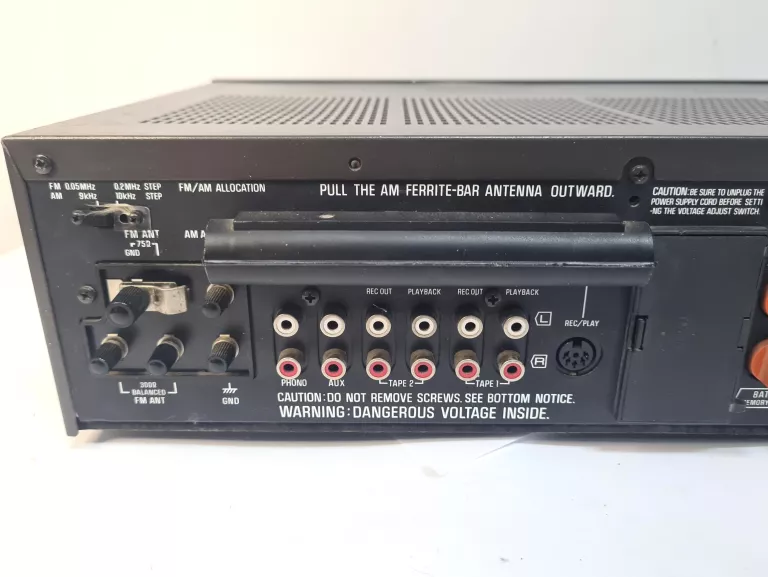 FM 0.05MHz 0.2MHz STEP
AM 9kHz 10kHz STEP
FM/AM ALLOCATION
PULL THE AM FERRITE-BAR ANTENNA OUTWARD.
CAUTION: BE SURE TO UNPLUG THE
POWER SUPPLY CORD BEFORE SETTI
-NG THE VOLTAGE ADJUST SWITCH.
FM ANT
75Ω
GND
AM A
REC OUT PLAYBACK REC OUT PLAYBACK
L
REC/PLAY
R
PHONO AUX TAPE 2 TAPE 1
300Ω
BALANCED
FM ANT
GND
CAUTION: DO NOT REMOVE SCREWS. SEE BOTTOM NOTICE.
WARNING: DANGEROUS VOLTAGE INSIDE.
BAT
MEMORY